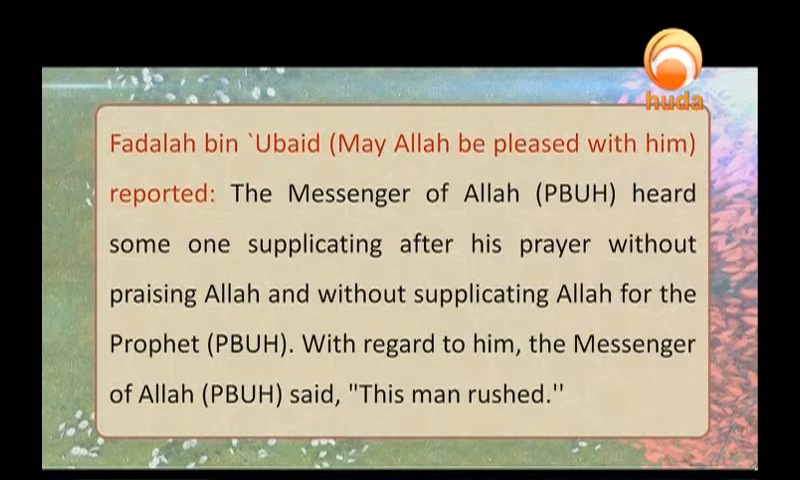 huda
Fadalah bin `Ubaid (May Allah be pleased with him)
reported: The Messenger of Allah (PBUH) heard
some one supplicating after his prayer without
praising Allah and without supplicating Allah for the
Prophet (PBUH). With regard to him, the Messenger
of Allah (PBUH) said, "This man rushed.''